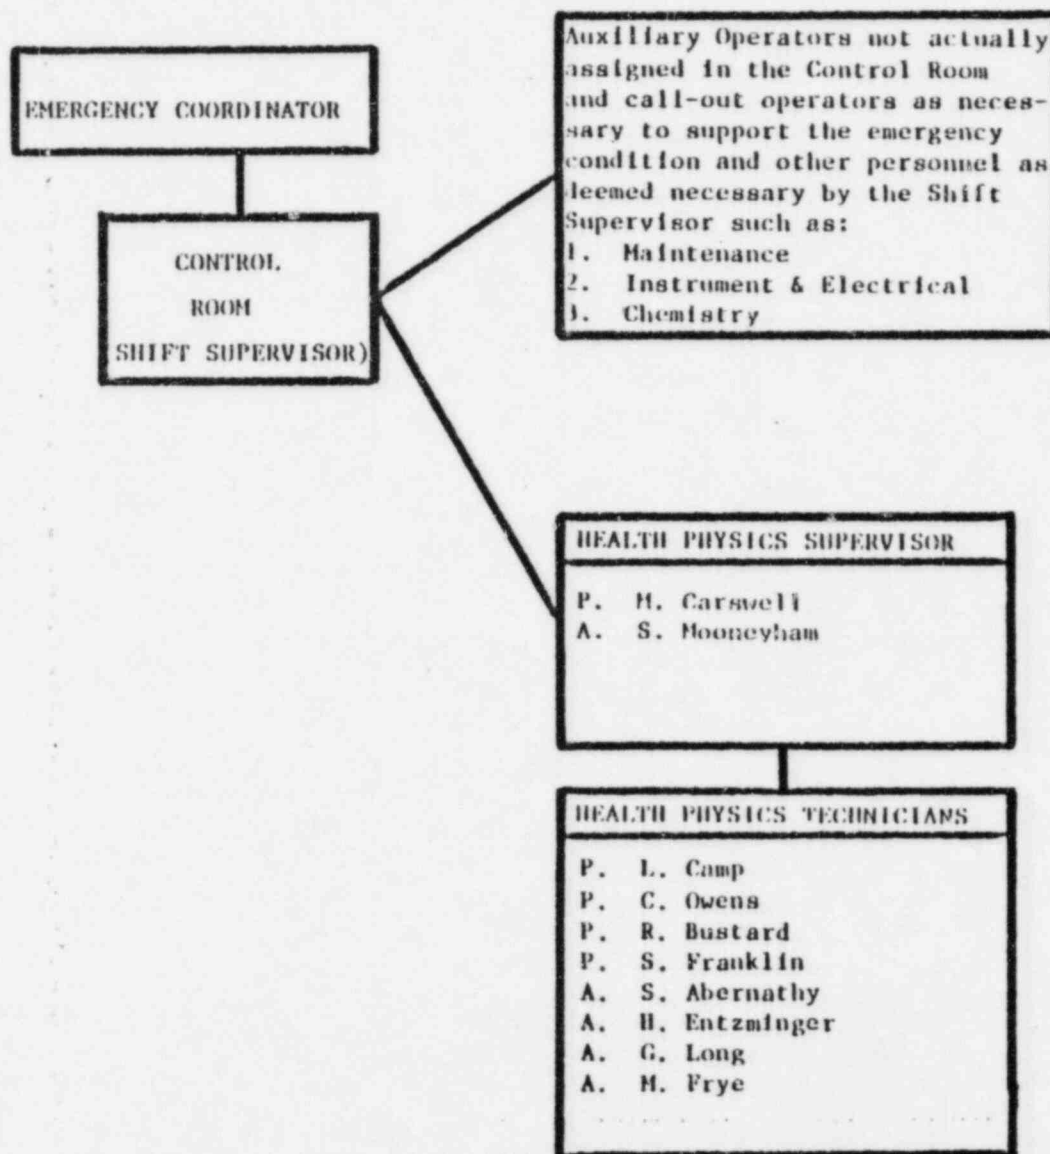 EMERGENCY COORDINATOR
CONTROL
ROOM
SHIFT SUPERVISOR)
Auxiliary Operators not actually
assigned in the Control Room
and call-out operators as neces-
sary to support the emergency
condition and other personnel as
deemed necessary by the Shift
Supervisor such as:
1. Maintenance
2. Instrument & Electrical
3. Chemistry
HEALTH PHYSICS SUPERVISOR
P. M. Carswell
A. S. Mooneyham
HEALTH PHYSICS TECHNICIANS
P. L. Camp
P. C. Owens
P. R. Bustard
P. S. Franklin
A. S. Abernathy
A. H. Entzminger
A. G. Long
A. M. Frye